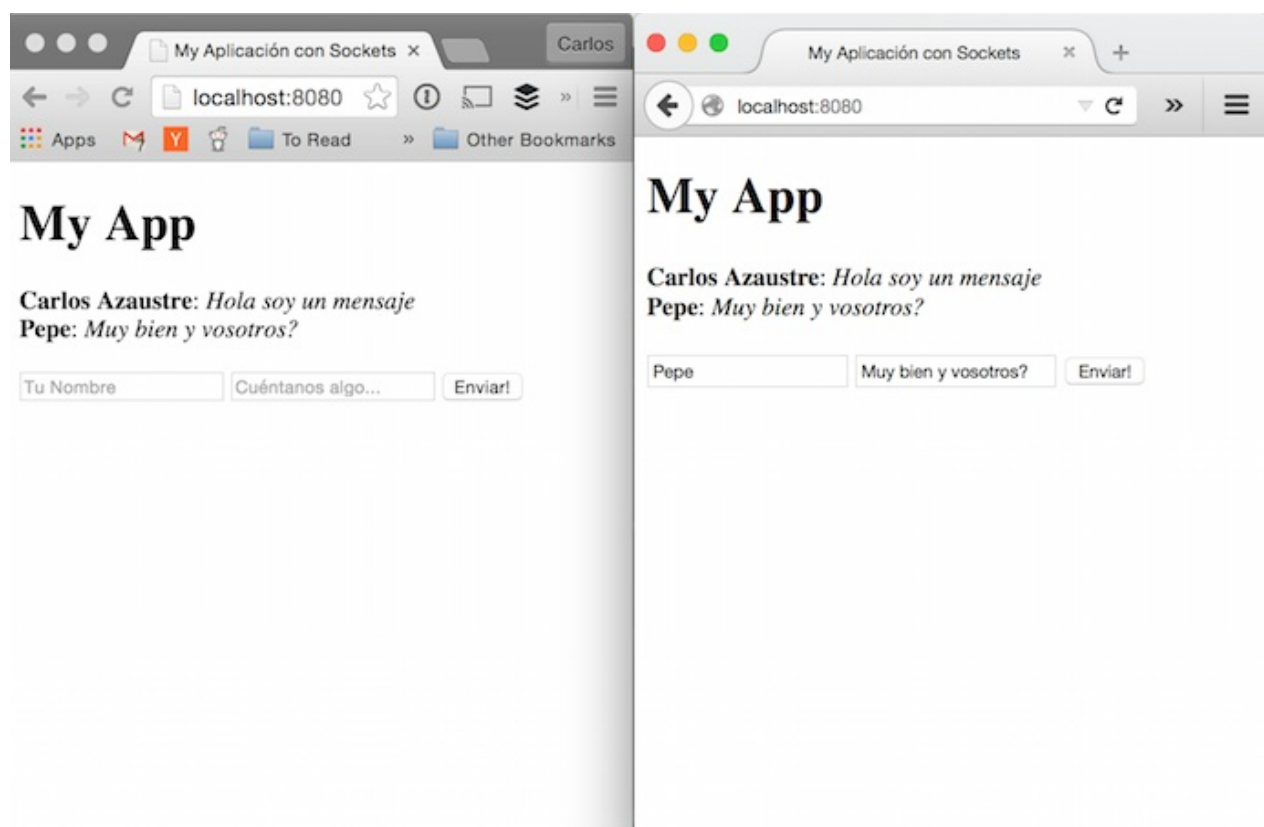 My Aplicación con Sockets
Carlos
localhost:8080
Apps
To Read
Other Bookmarks
My App
Carlos Azaustre: Hola soy un mensaje
Pepe: Muy bien y vosotros?
Tu Nombre
Cuéntanos algo...
Enviar!
My Aplicación con Sockets
localhost:8080
My App
Carlos Azaustre: Hola soy un mensaje
Pepe: Muy bien y vosotros?
Pepe
Muy bien y vosotros?
Enviar!